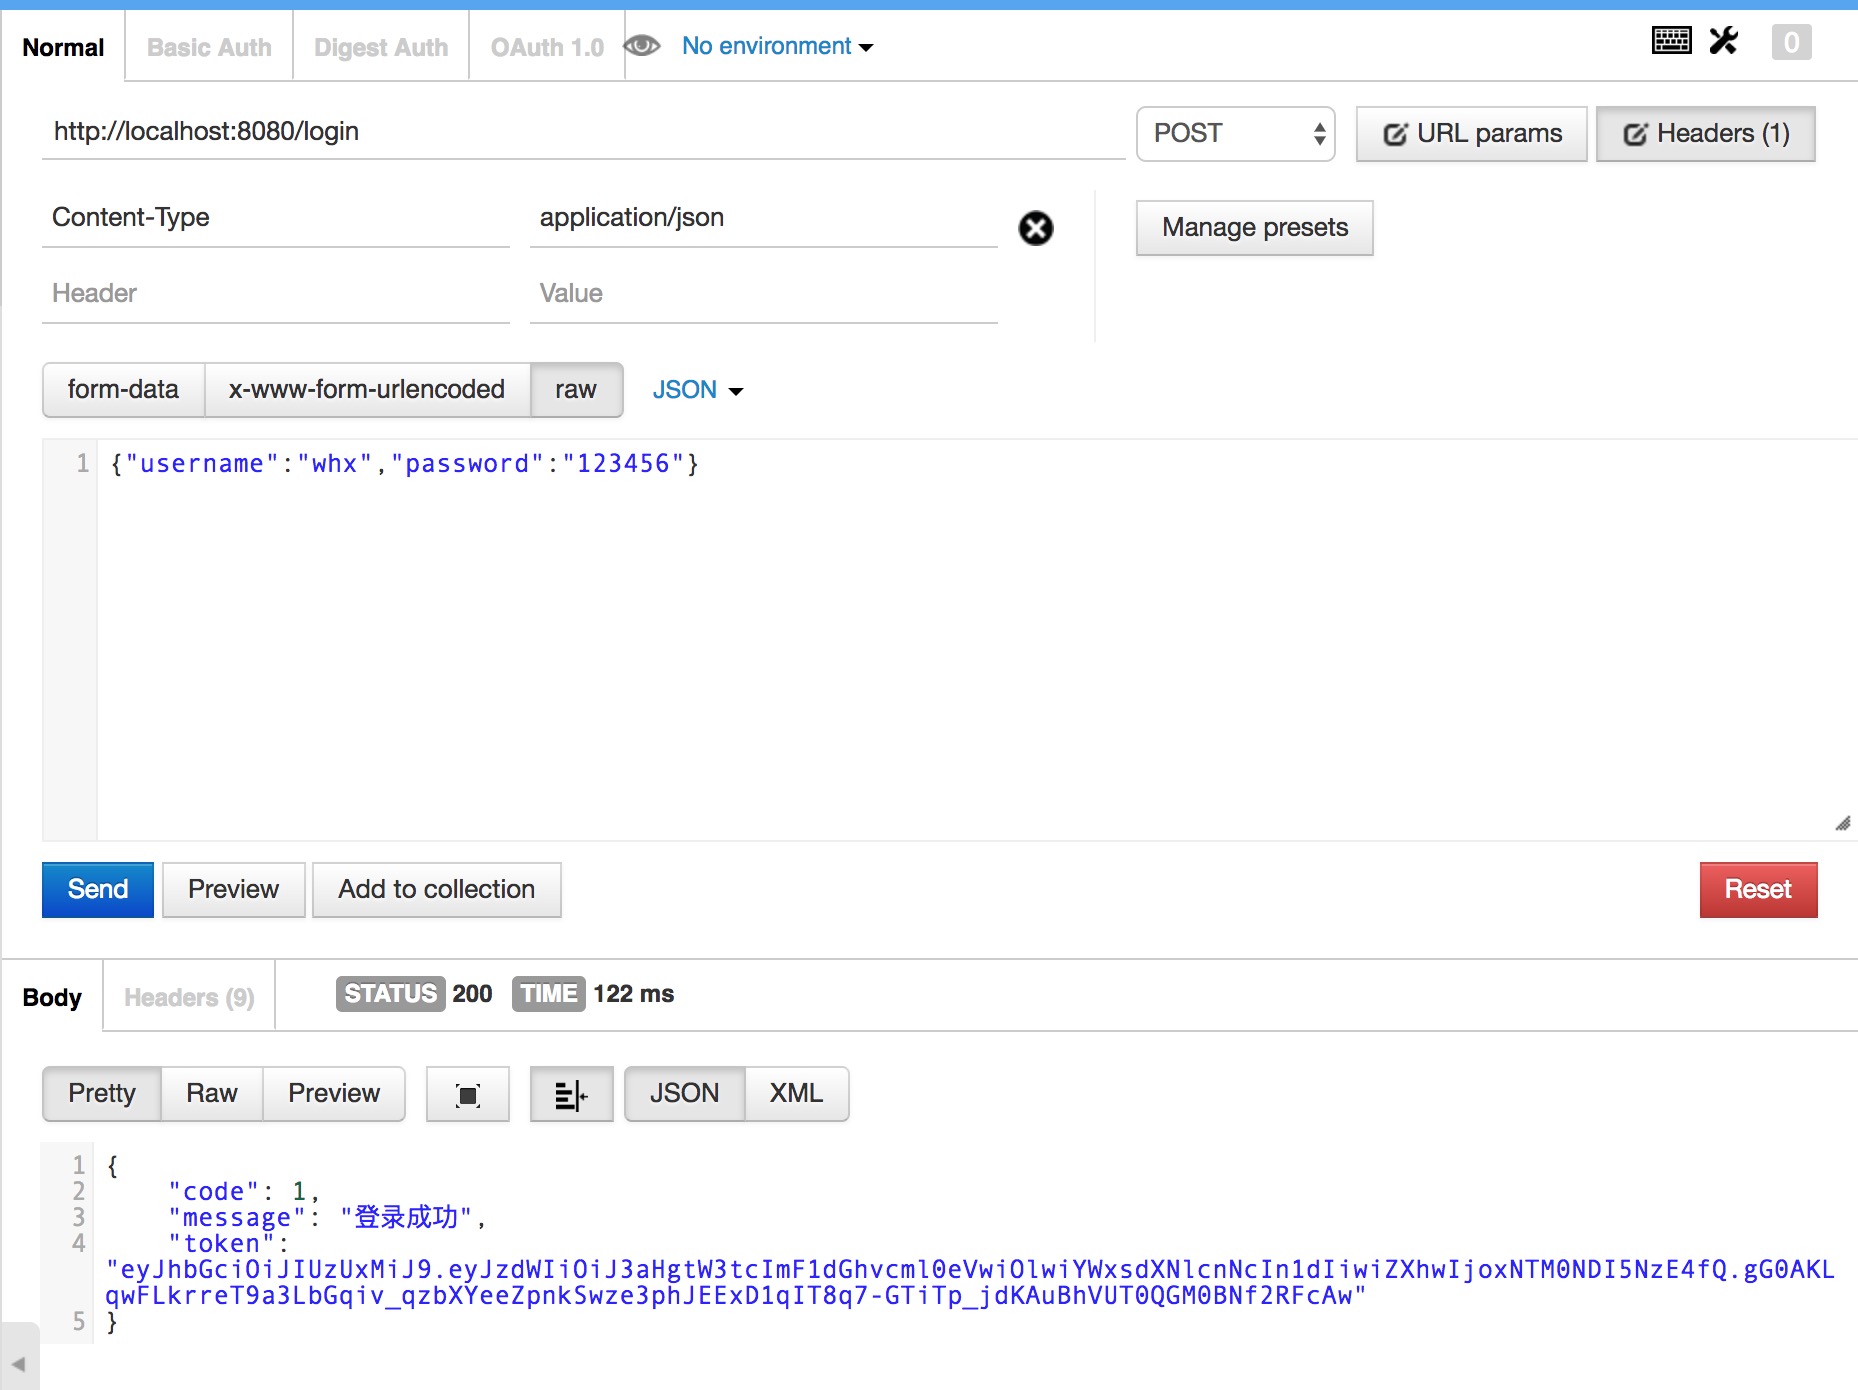 Normal Basic Auth Digest Auth OAuth 1.0 No environment 0
http://localhost:8080/login POST URL params Headers (1)
Content-Type application/json Manage presets
Header Value
form-data x-www-form-urlencoded raw JSON
1 {"username":"whx","password":"123456"}
Send Preview Add to collection Reset
Body Headers (9) STATUS 200 TIME 122 ms
Pretty Raw Preview JSON XML
1 {
2 "code": 1,
3 "message": "登录成功",
4 "token":
"eyJhbGciOiJIUzUxMiJ9.eyJzdWIiOiJ3aHgtW3tcImF1dGhvcml0eVwiOlwiYWxsdXNlcnNcIn1dIiwiZXhwIjoxNTM0NDI5NzE4fQ.gG0AKL
qwFLkrreT9a3LbGqiv_qzbXYeeZpnkSwze3phJEExD1qIT8q7-GTiTp_jdKAuBhVUT0QGM0BNf2RFcAw"
5 }